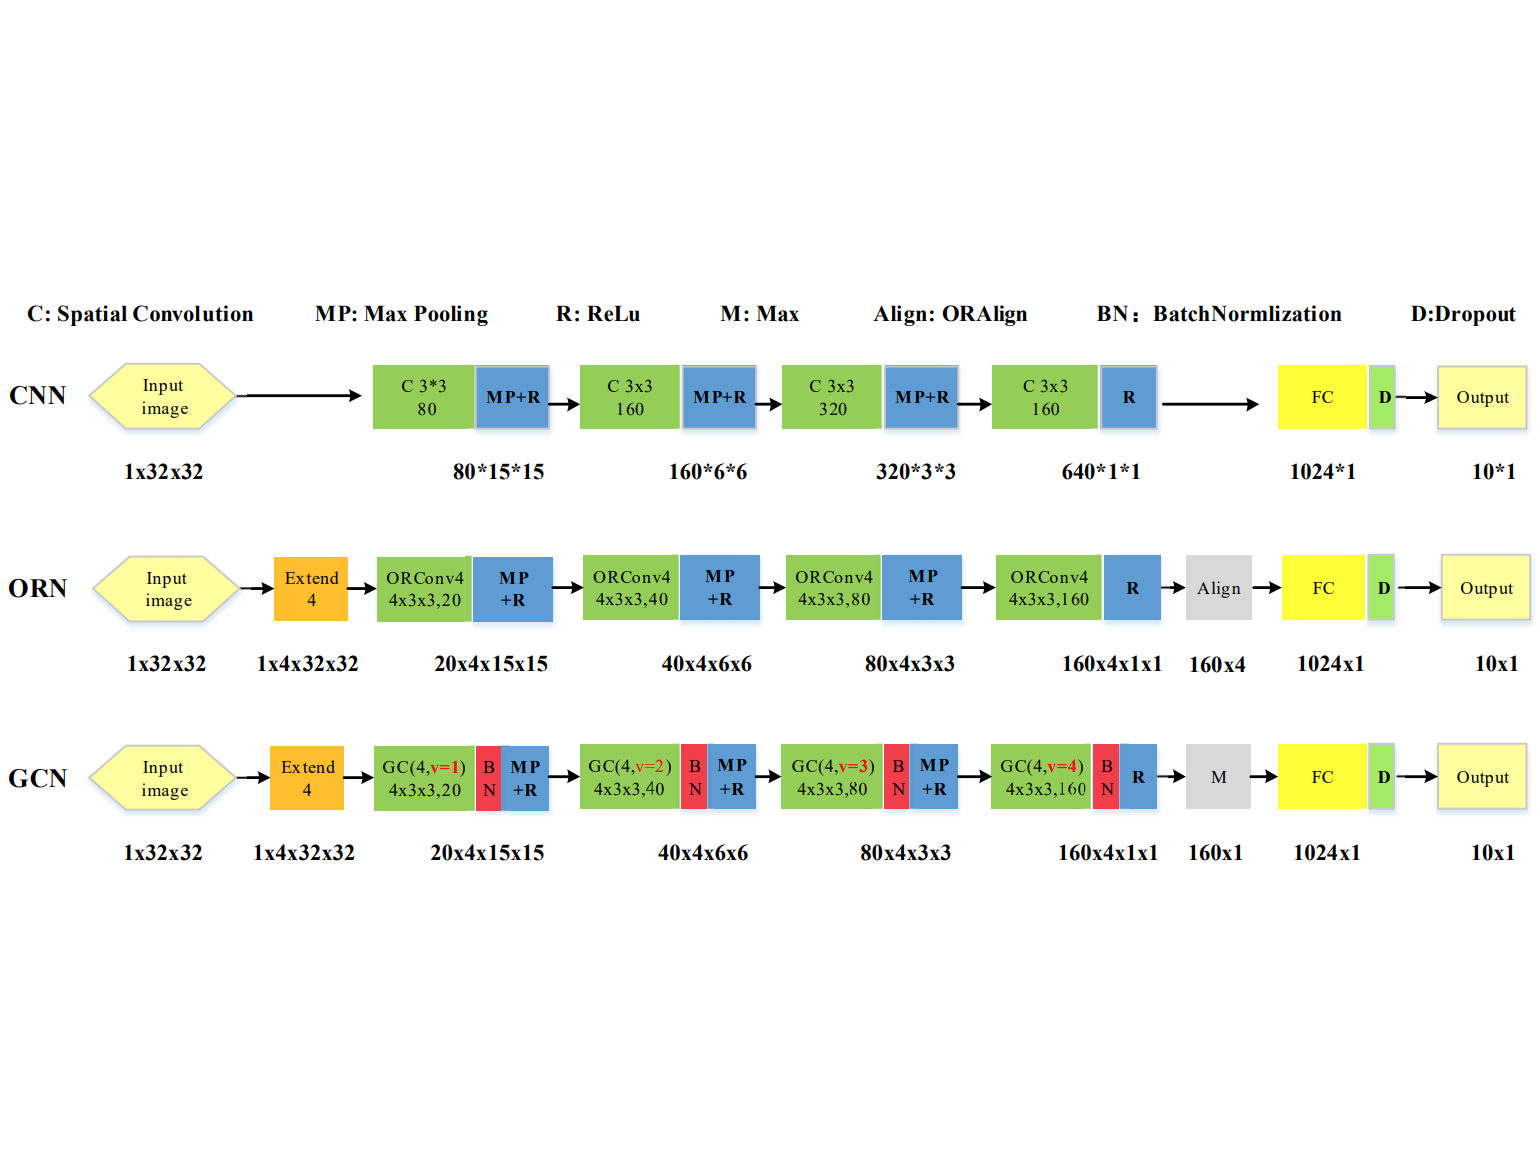 C: Spatial Convolution MP: Max Pooling R: ReLu M: Max Align: ORAlign BN：BatchNormlization D:Dropout
CNN
Input
image
C 3*3
80
MP+R
C 3x3
160
MP+R
C 3x3
320
MP+R
C 3x3
160
R
FC
D
Output
1x32x32 80*15*15 160*6*6 320*3*3 640*1*1 1024*1 10*1
ORN
Input
image
Extend
4
ORConv4
4x3x3,20
MP
+R
ORConv4
4x3x3,40
MP
+R
ORConv4
4x3x3,80
MP
+R
ORConv4
4x3x3,160
R
Align
FC
D
Output
1x32x32 1x4x32x32 20x4x15x15 40x4x6x6 80x4x3x3 160x4x1x1 160x4 1024x1 10x1
GCN
Input
image
Extend
4
GC(4,v=1)
4x3x3,20
B
N
MP
+R
GC(4,v=2)
4x3x3,40
B
N
MP
+R
GC(4,v=3)
4x3x3,80
B
N
MP
+R
GC(4,v=4)
4x3x3,160
B
N
R
M
FC
D
Output
1x32x32 1x4x32x32 20x4x15x15 40x4x6x6 80x4x3x3 160x4x1x1 160x1 1024x1 10x1